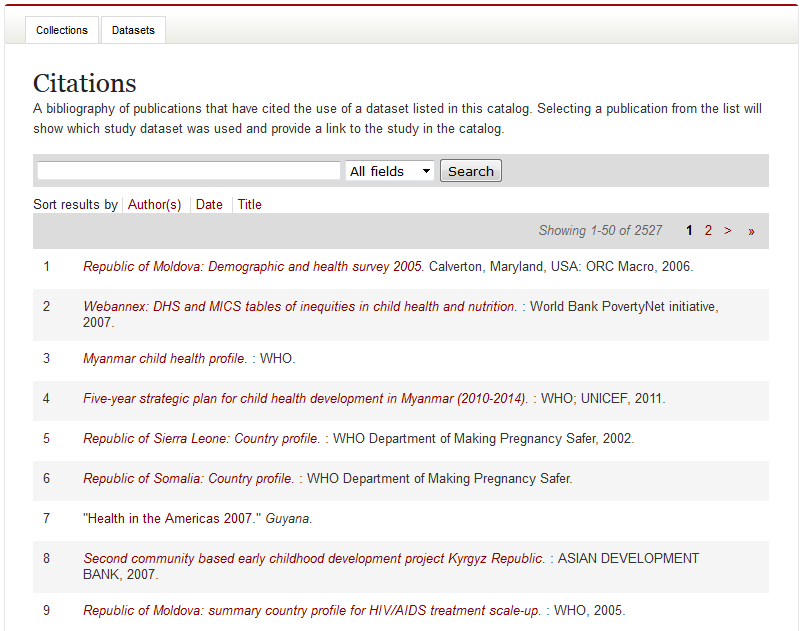 Collections Datasets
Citations
A bibliography of publications that have cited the use of a dataset listed in this catalog. Selecting a publication from the list will
show which study dataset was used and provide a link to the study in the catalog.
All fields Search
Sort results by Author(s) Date Title
Showing 1-50 of 2527 1 2 > »
1 Republic of Moldova: Demographic and health survey 2005. Calverton, Maryland, USA: ORC Macro, 2006.
2 Webannex: DHS and MICS tables of inequities in child health and nutrition. : World Bank PovertyNet initiative,
2007.
3 Myanmar child health profile. : WHO.
4 Five-year strategic plan for child health development in Myanmar (2010-2014). : WHO; UNICEF, 2011.
5 Republic of Sierra Leone: Country profile. : WHO Department of Making Pregnancy Safer, 2002.
6 Republic of Somalia: Country profile. : WHO Department of Making Pregnancy Safer.
7 "Health in the Americas 2007." Guyana.
8 Second community based early childhood development project Kyrgyz Republic. : ASIAN DEVELOPMENT
BANK, 2007.
9 Republic of Moldova: summary country profile for HIV/AIDS treatment scale-up. : WHO, 2005.